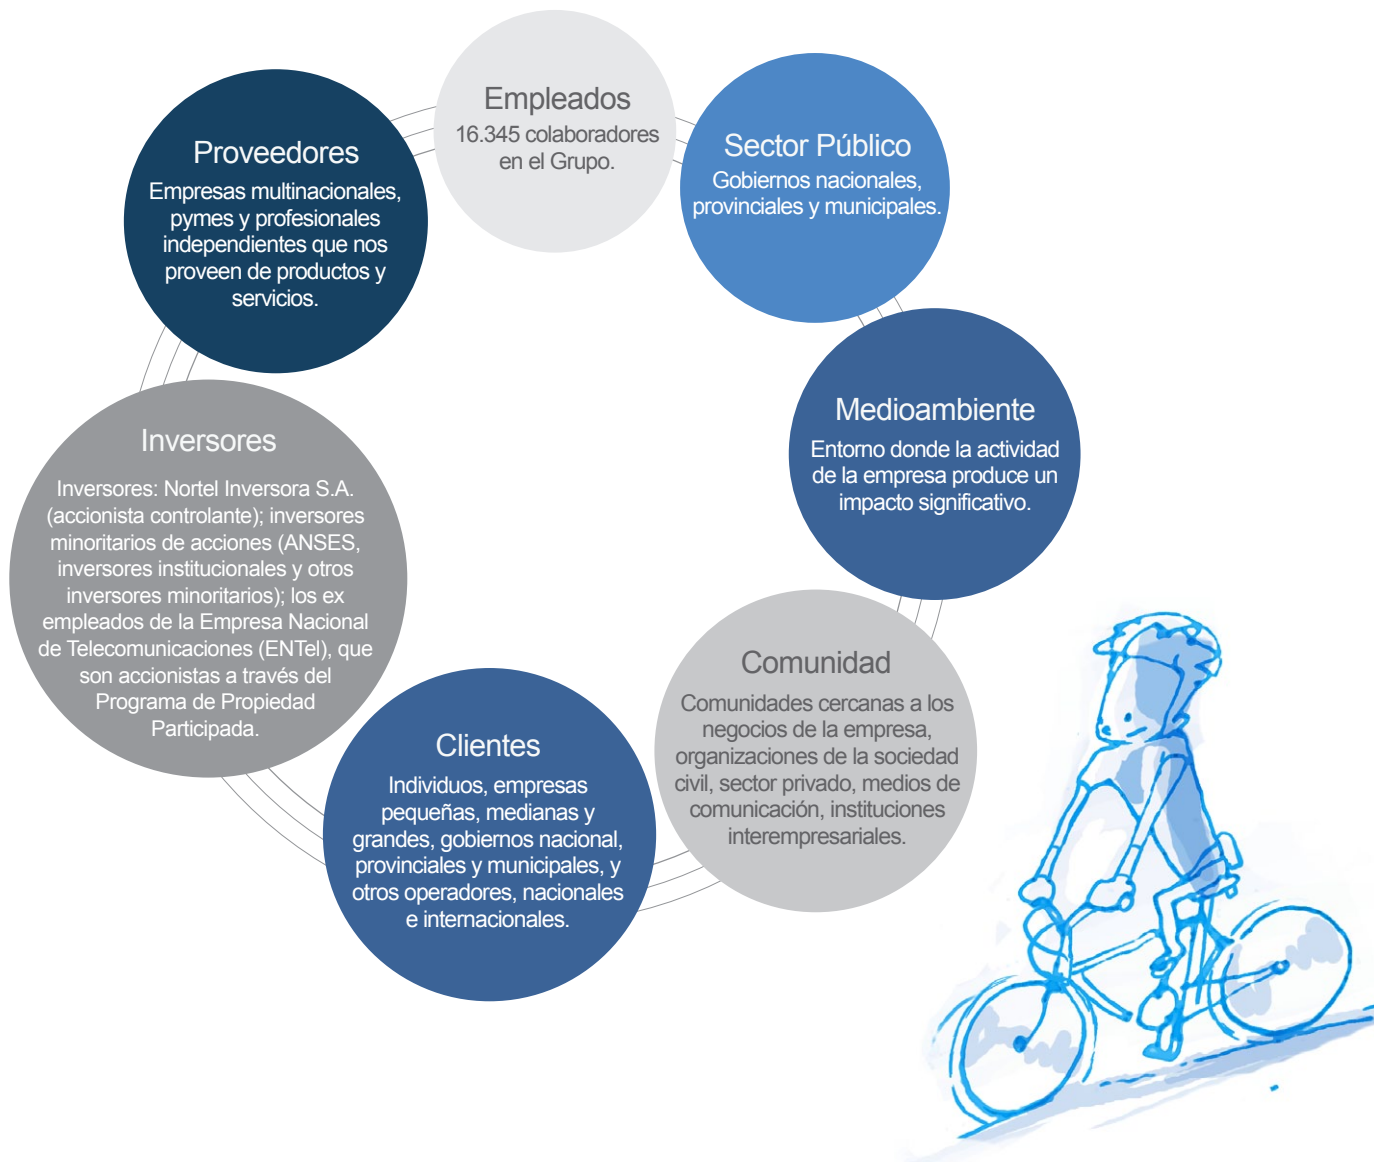 Empleados
16.345 colaboradores
en el Grupo.
Sector Público
Gobiernos nacionales,
provinciales y municipales.
Medioambiente
Entorno donde la actividad
de la empresa produce un
impacto significativo.
Comunidad
Comunidades cercanas a los
negocios de la empresa,
organizaciones de la sociedad
civil, sector privado, medios de
comunicación, instituciones
interempresariales.
Clientes
Individuos, empresas
pequeñas, medianas y
grandes, gobiernos nacional,
provinciales y municipales, y
otros operadores, nacionales
e internacionales.
Inversores
Inversores: Nortel Inversora S.A.
(accionista controlante); inversores
minoritarios de acciones (ANSES,
inversores institucionales y otros
inversores minoritarios); los ex
empleados de la Empresa Nacional
de Telecomunicaciones (ENTel), que
son accionistas a través del
Programa de Propiedad
Participada.
Proveedores
Empresas multinacionales,
pymes y profesionales
independientes que nos
proveen de productos y
servicios.